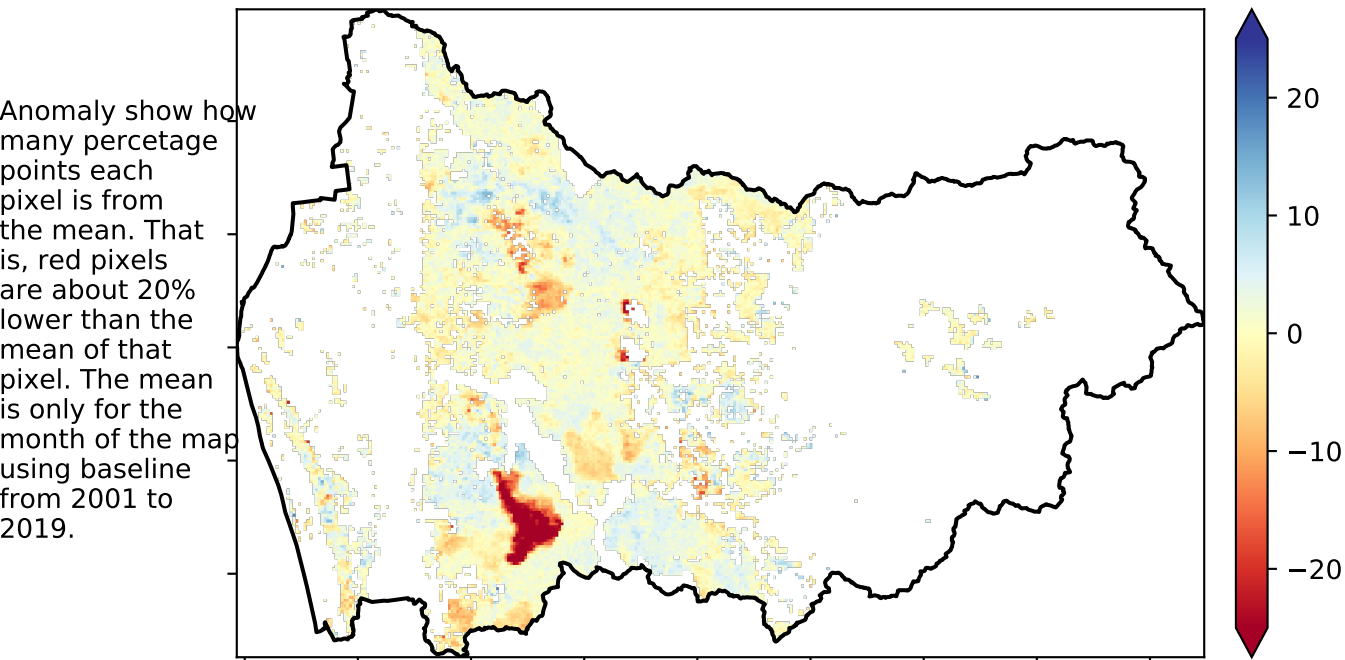 Anomaly show how
many percetage
points each
pixel is from
the mean. That
is, red pixels
are about 20%
lower than the
mean of that
pixel. The mean
is only for the
month of the map
using baseline
from 2001 to
2019.
20
10
0
−10
−20